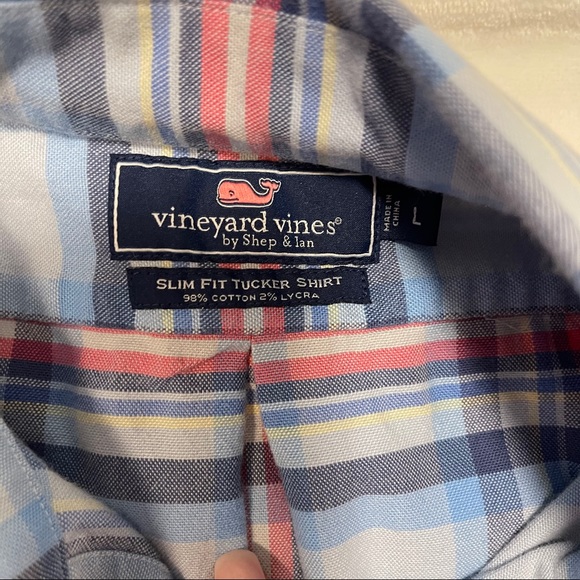 vineyard vines®
by Shep & Ian
SLIM FIT TUCKER SHIRT
98% COTTON 2% LYCRA
MADE IN
CHINA
L